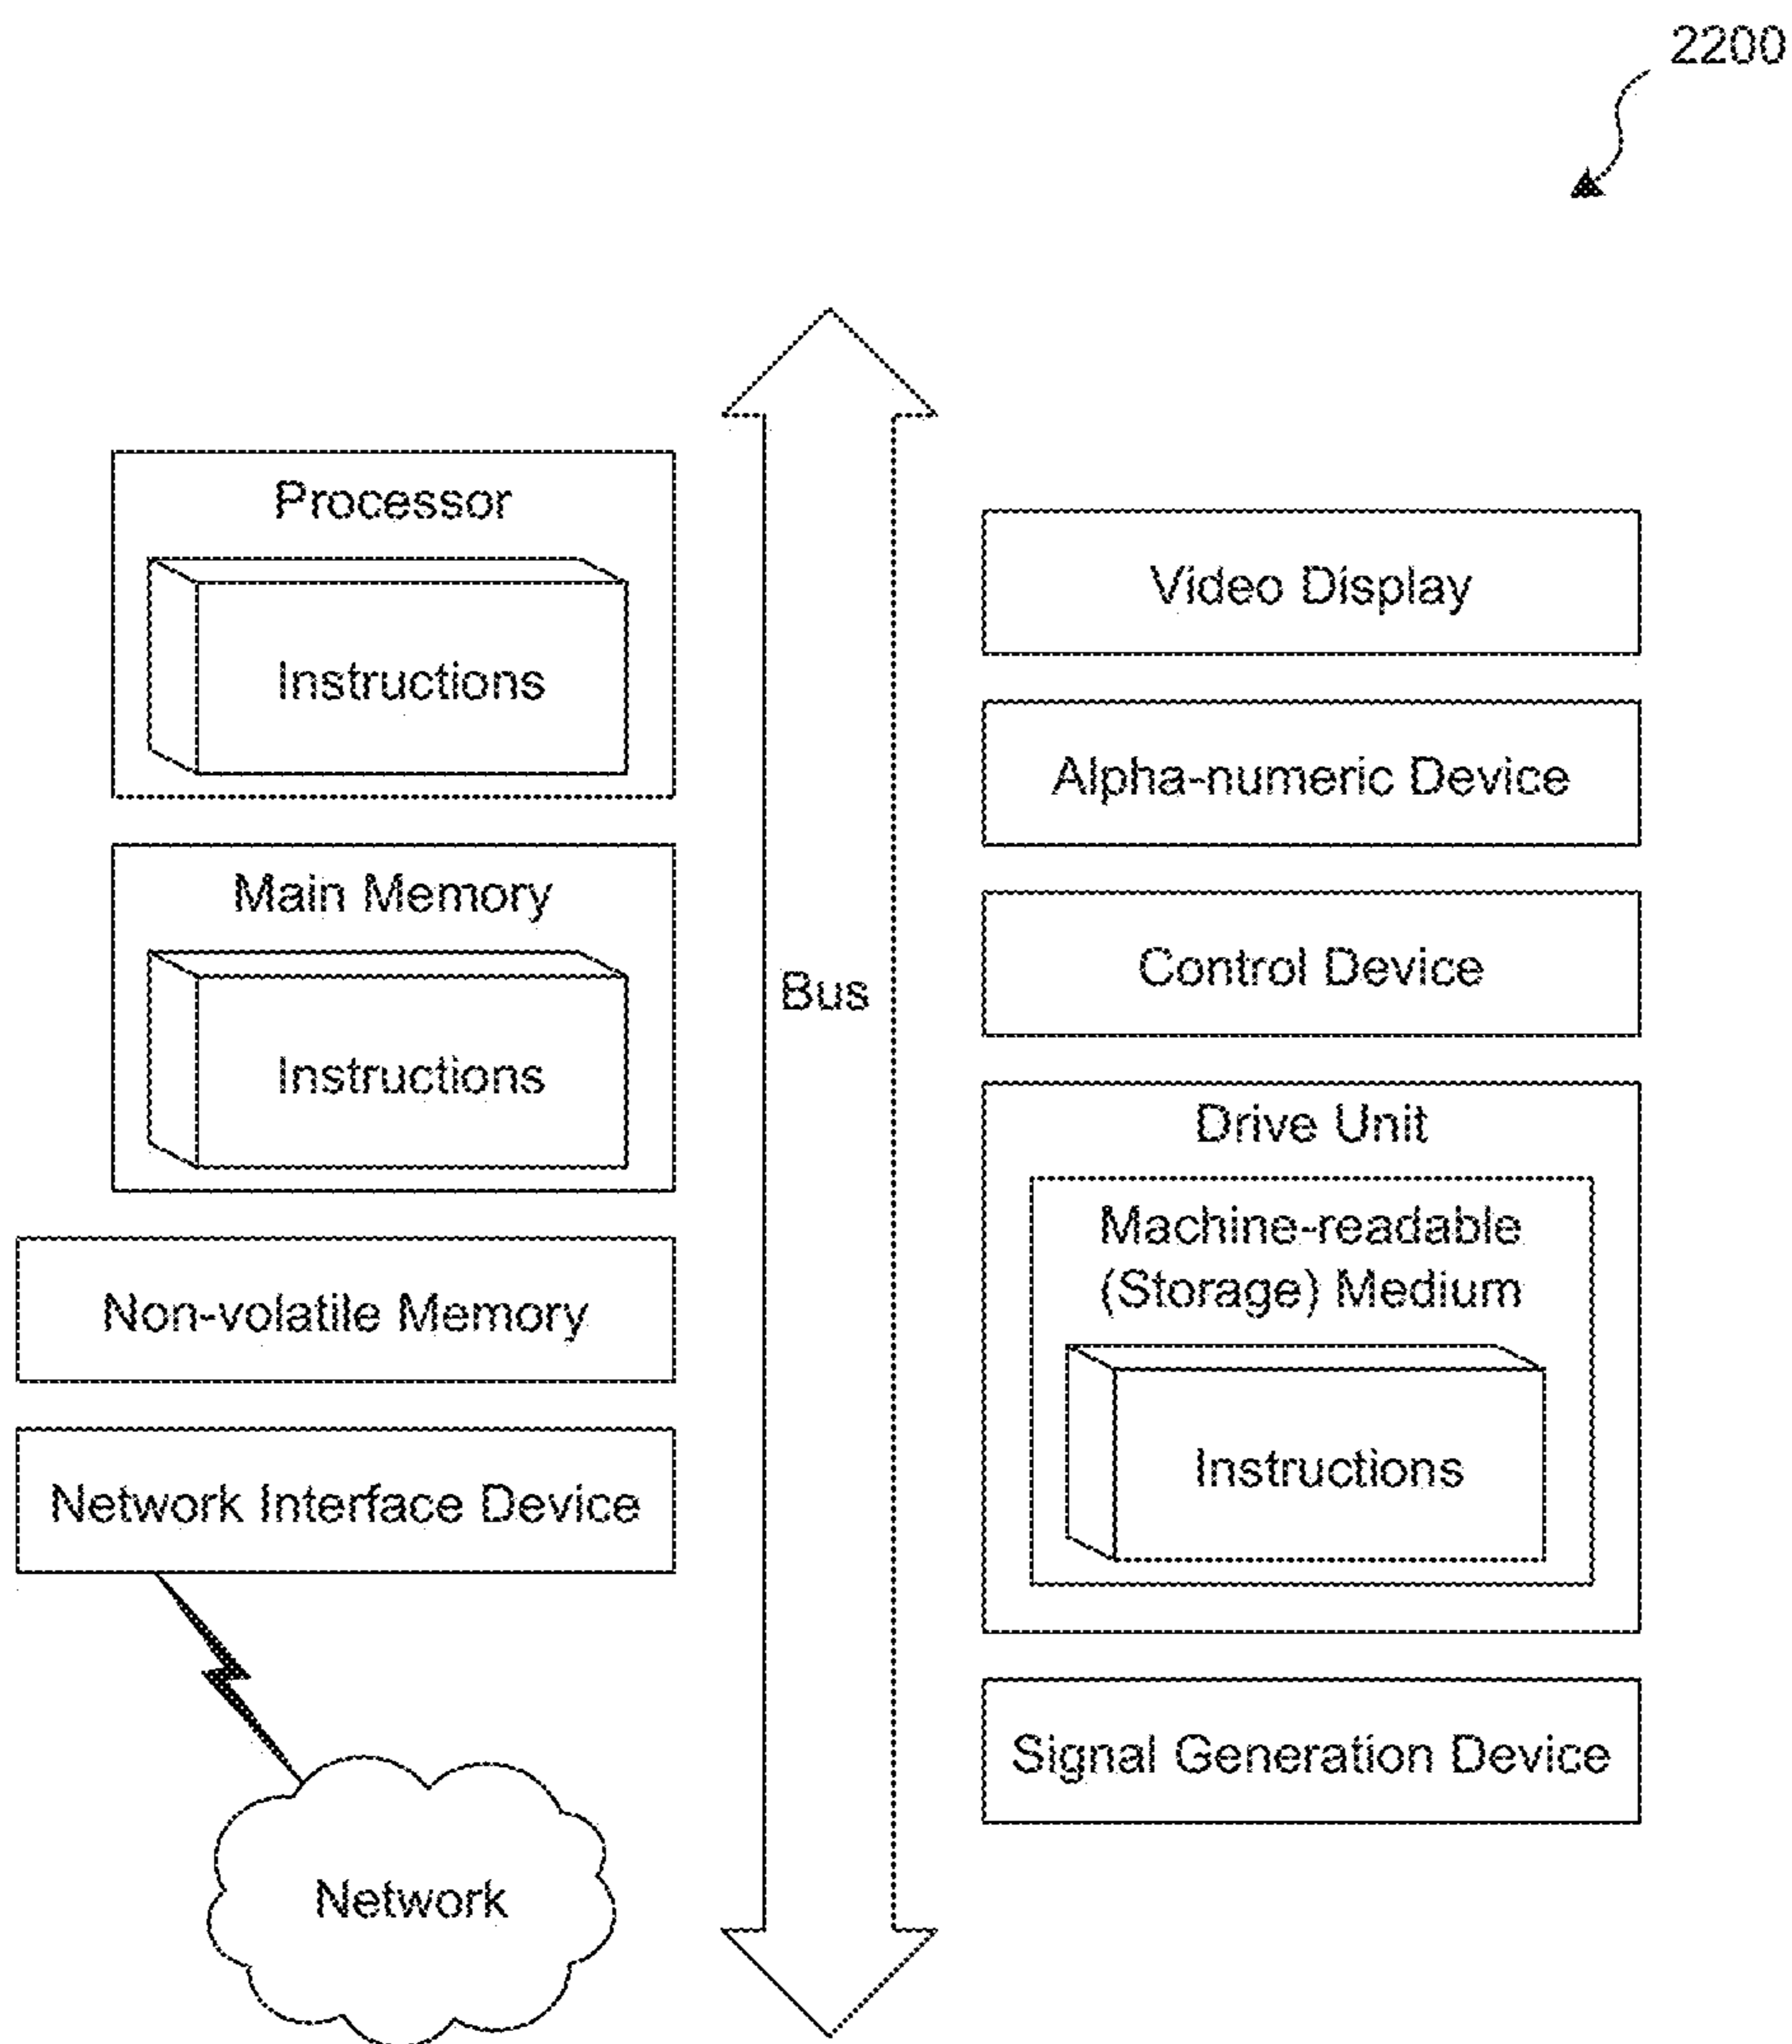 2200
Processor
Instructions
Main Memory
Instructions
Non-volatile Memory
Network Interface Device
Network
Bus
Video Display
Alpha-numeric Device
Control Device
Drive Unit
Machine-readable
(Storage) Medium
Instructions
Signal Generation Device